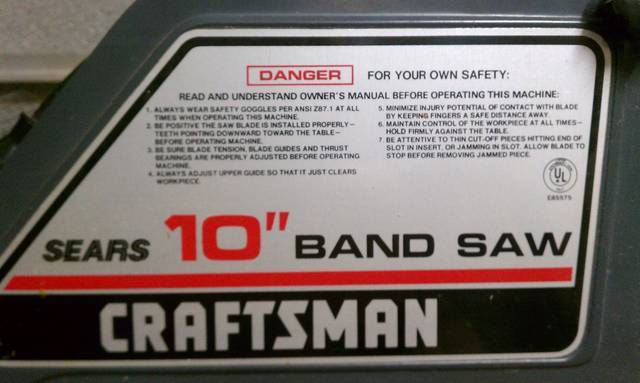 DANGER FOR YOUR OWN SAFETY:
READ AND UNDERSTAND OWNER'S MANUAL BEFORE OPERATING THIS MACHINE:
1. ALWAYS WEAR SAFETY GOGGLES PER ANSI Z87.1 AT ALL
TIMES WHEN OPERATING THIS MACHINE.
2. BE POSITIVE THE SAW BLADE IS INSTALLED PROPERLY—
TEETH POINTING DOWNWARD TOWARD THE TABLE—
BEFORE OPERATING MACHINE.
3. BE SURE BLADE TENSION, BLADE GUIDES AND THRUST
BEARINGS ARE PROPERLY ADJUSTED BEFORE OPERATING
MACHINE.
4. ALWAYS ADJUST UPPER GUIDE SO THAT IT JUST CLEARS
WORKPIECE.
5. MINIMIZE INJURY POTENTIAL OF CONTACT WITH BLADE
BY KEEPING FINGERS A SAFE DISTANCE AWAY.
6. MAINTAIN CONTROL OF THE WORKPIECE AT ALL TIMES—
HOLD FIRMLY AGAINST THE TABLE.
7. BE ATTENTIVE TO THIN CUT-OFF PIECES HITTING END OF
SLOT IN INSERT, OR JAMMING IN SLOT. ALLOW BLADE TO
STOP BEFORE REMOVING JAMMED PIECE.
UL
E85575
SEARS 10" BAND SAW
CRAFTSMAN